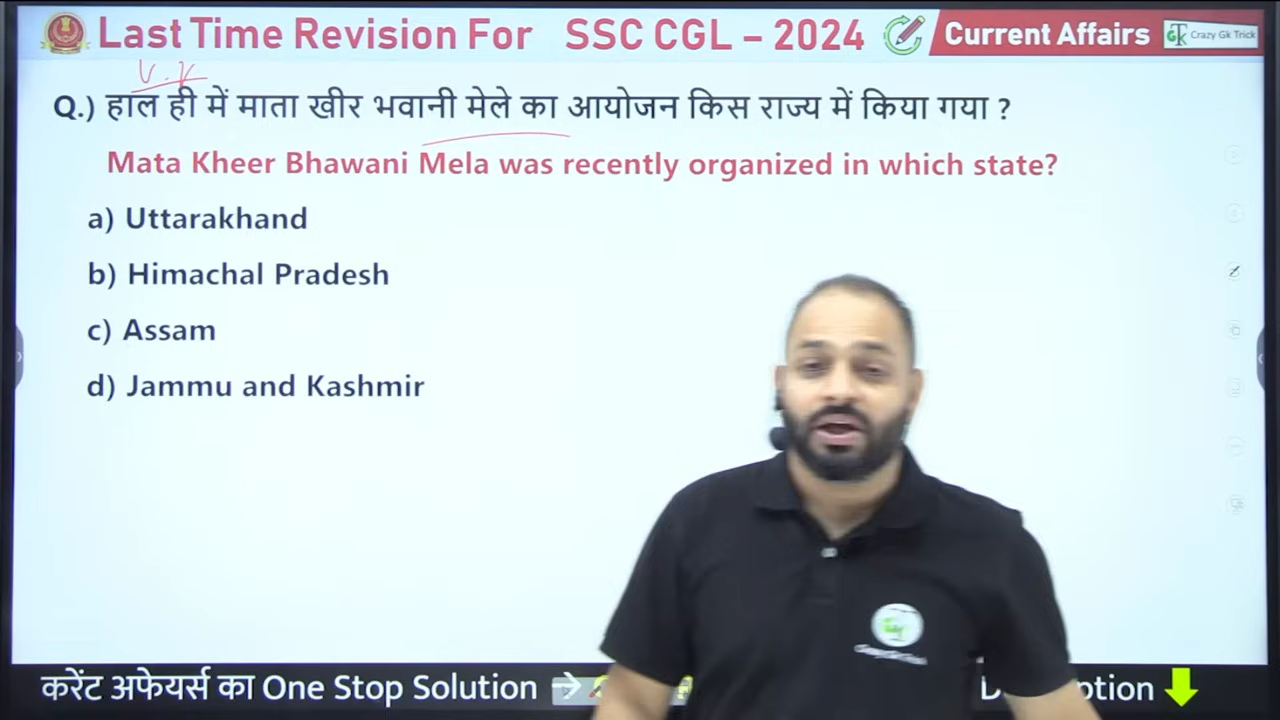 Last Time Revision For SSC CGL – 2024 Current Affairs Crazy Gk Trick
Q.) हाल ही में माता खीर भवानी मेले का आयोजन किस राज्य में किया गया ?
Mata Kheer Bhawani Mela was recently organized in which state?
a) Uttarakhand
b) Himachal Pradesh
c) Assam
d) Jammu and Kashmir
करेंट अफेयर्स का One Stop Solution →